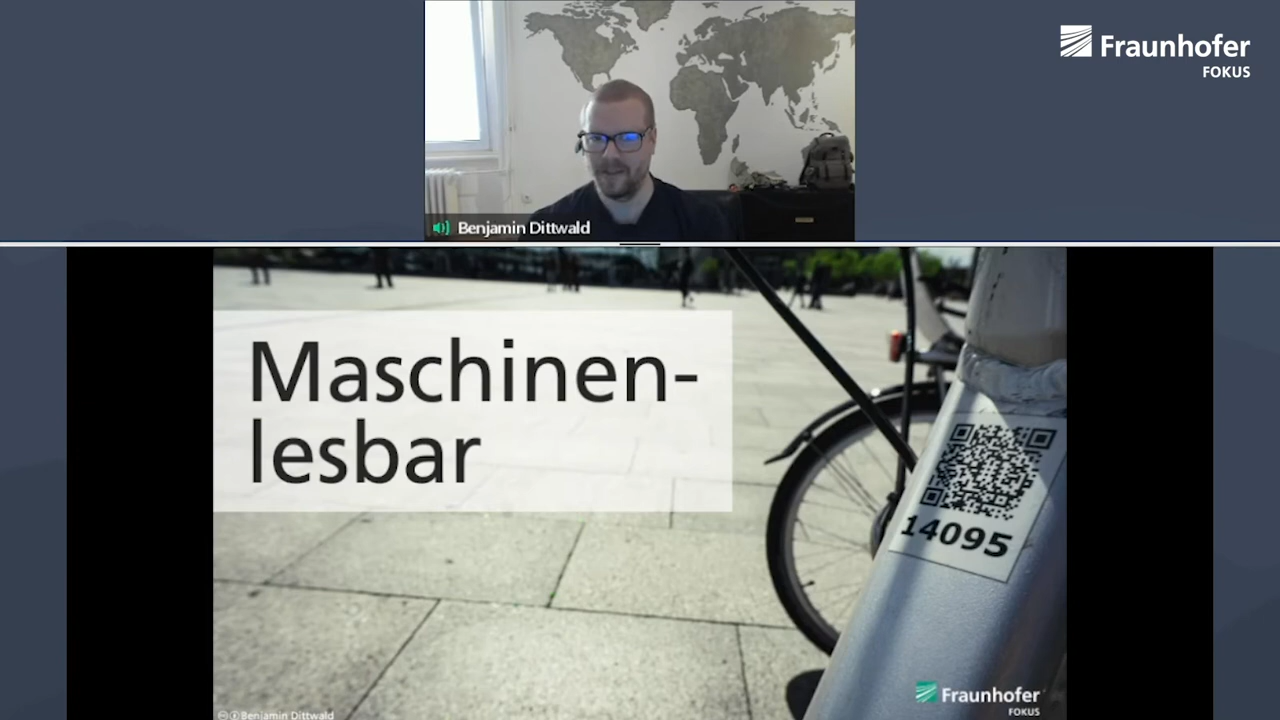 Fraunhofer
FOKUS
Benjamin Dittwald
Maschinen-
lesbar
14095
Fraunhofer
FOKUS
Benjamin Dittwald